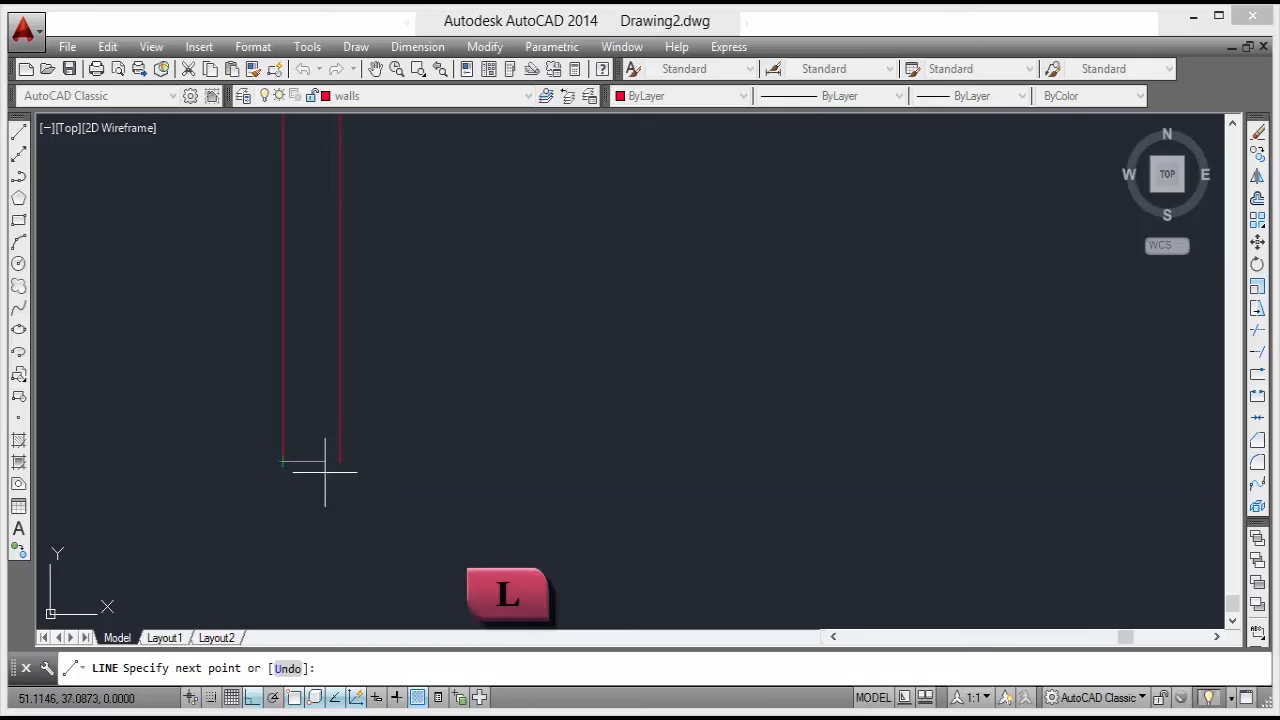 Autodesk AutoCAD 2014 Drawing2.dwg
File Edit View Insert Format Tools Draw Dimension Modify Parametric Window Help Express
Standard Standard Standard Standard
AutoCAD Classic walls ByLayer ByLayer ByLayer ByColor
[−][Top][2D Wireframe]
N
W TOP E
S
WCS
A
Y
X
L
Model Layout1 Layout2
LINE Specify next point or [Undo]:
51.1146, 37.0873, 0.0000 MODEL 1:1 AutoCAD Classic